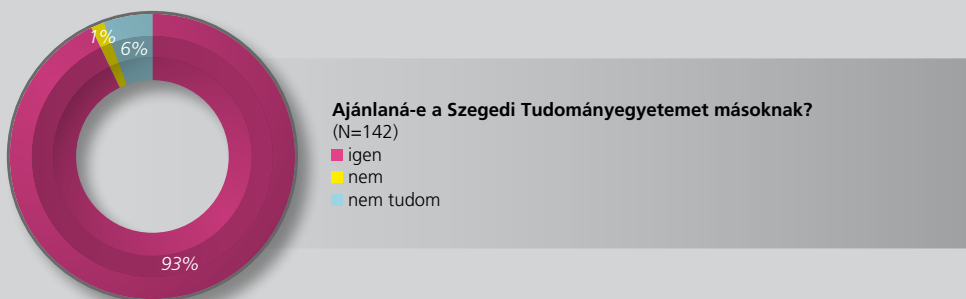 1%
6%
Ajánlaná-e a Szegedi Tudományegyetemet másoknak?
(N=142)
igen
nem
nem tudom
93%